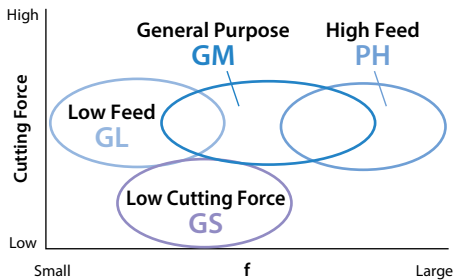 High
General Purpose
GM
High Feed
PH
Low Feed
GL
Cutting Force
Low Cutting Force
GS
Low
Small
f
Large